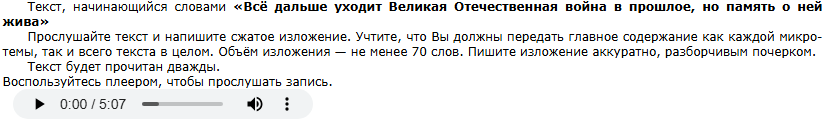 Текст, начинающийся словами «Всё дальше уходит Великая Отечественная война в прошлое, но память о ней
жива»
Прослушайте текст и напишите сжатое изложение. Учтите, что Вы должны передать главное содержание как каждой микро-
темы, так и всего текста в целом. Объём изложения — не менее 70 слов. Пишите изложение аккуратно, разборчивым почерком.
Текст будет прочитан дважды.
Воспользуйтесь плеером, чтобы прослушать запись.
0:00 / 5:07